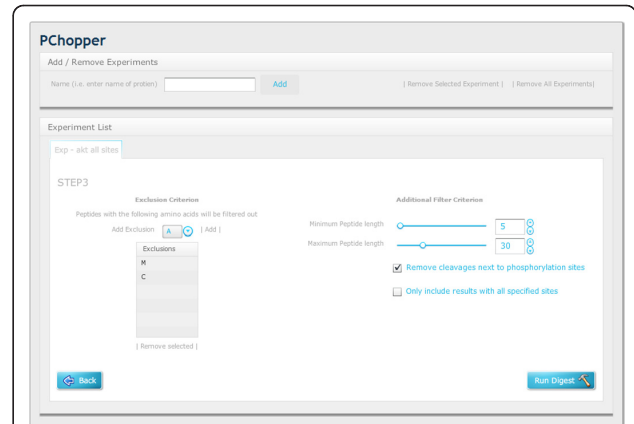 PChopper
Add / Remove Experiments
Name (i.e. enter name of protien) Add | Remove Selected Experiment | | Remove All Experiments|
Experiment List
Exp - akt all sites
STEP3
Exclusion Criterion
Peptides with the following amino acids will be filtered out
Add Exclusion A | Add |
Exclusions
M
C
| Remove selected |
Additional Filter Criterion
Minimum Peptide length 5
Maximum Peptide length 30
Remove cleavages next to phosphorylation sites
Only include results with all specified sites
Back
Run Digest